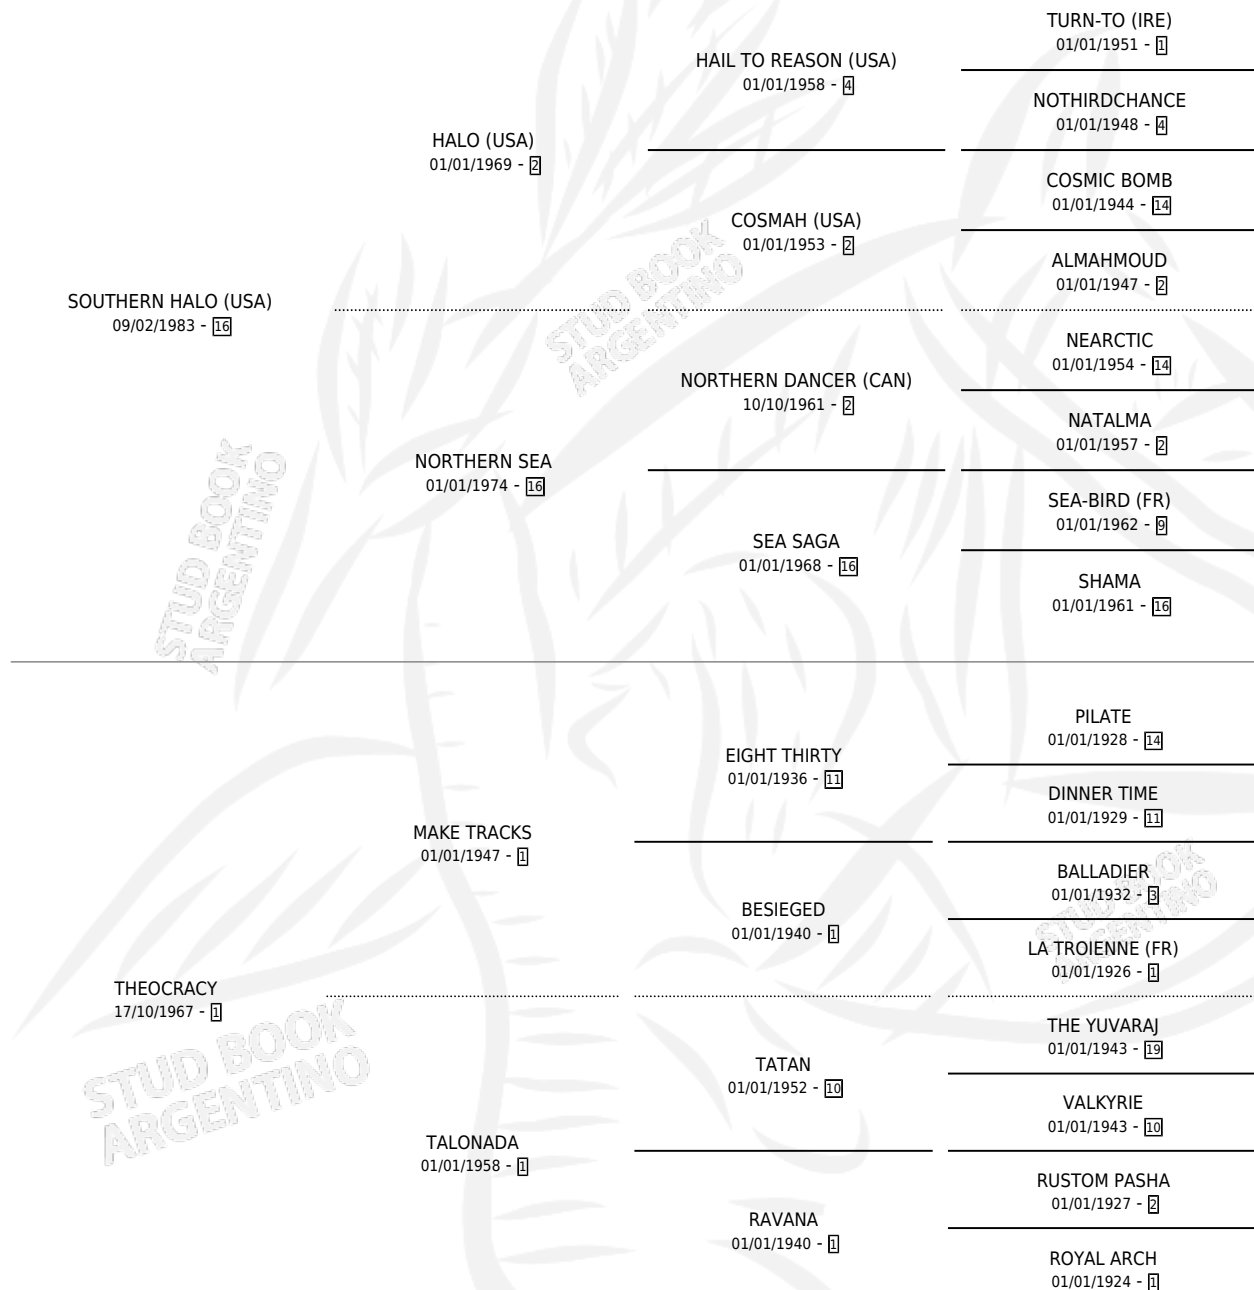 TURN-TO (IRE)
01/01/1951 - 1
HAIL TO REASON (USA)
01/01/1958 - 4
NOTHIRDCHANCE
01/01/1948 - 4
HALO (USA)
01/01/1969 - 2
COSMIC BOMB
01/01/1944 - 14
COSMAH (USA)
01/01/1953 - 2
ALMAHMOUD
01/01/1947 - 2
SOUTHERN HALO (USA)
09/02/1983 - 16
STUD BOOK
ARGENTINO
NEARCTIC
01/01/1954 - 14
NORTHERN DANCER (CAN)
10/10/1961 - 2
NATALMA
01/01/1957 - 2
NORTHERN SEA
01/01/1974 - 16
SEA-BIRD (FR)
01/01/1962 - 9
SEA SAGA
01/01/1968 - 16
SHAMA
01/01/1961 - 16
STUD BOOK
ARGENTINO
PILATE
01/01/1928 - 14
EIGHT THIRTY
01/01/1936 - 11
DINNER TIME
01/01/1929 - 11
MAKE TRACKS
01/01/1947 - 1
BALLADIER
01/01/1932 - 3
BESIEGED
01/01/1940 - 1
STUD BOOK
ARGENTINO
LA TROIENNE (FR)
01/01/1926 - 1
THEOCRACY
17/10/1967 - 1
THE YUVARAJ
01/01/1943 - 19
TATAN
01/01/1952 - 10
STUD BOOK
ARGENTINO
VALKYRIE
01/01/1943 - 10
TALONADA
01/01/1958 - 1
RUSTOM PASHA
01/01/1927 - 2
RAVANA
01/01/1940 - 1
ROYAL ARCH
01/01/1924 - 1